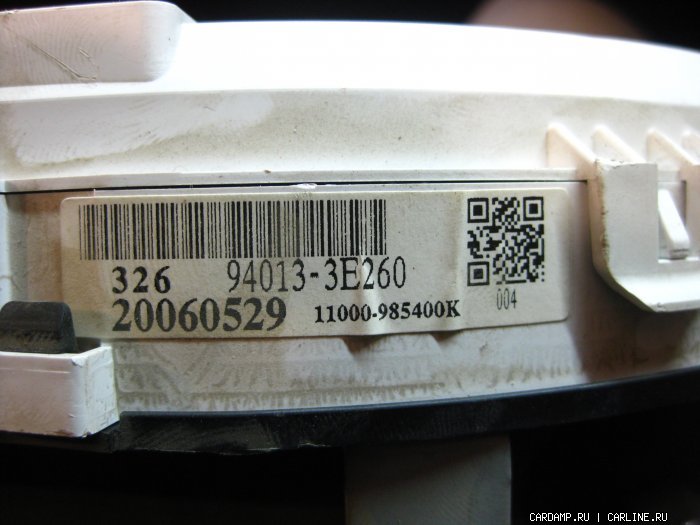 326 94013-3E260
20060529 11000-985400K
004
CARDAMP.RU | CARLINE.RU